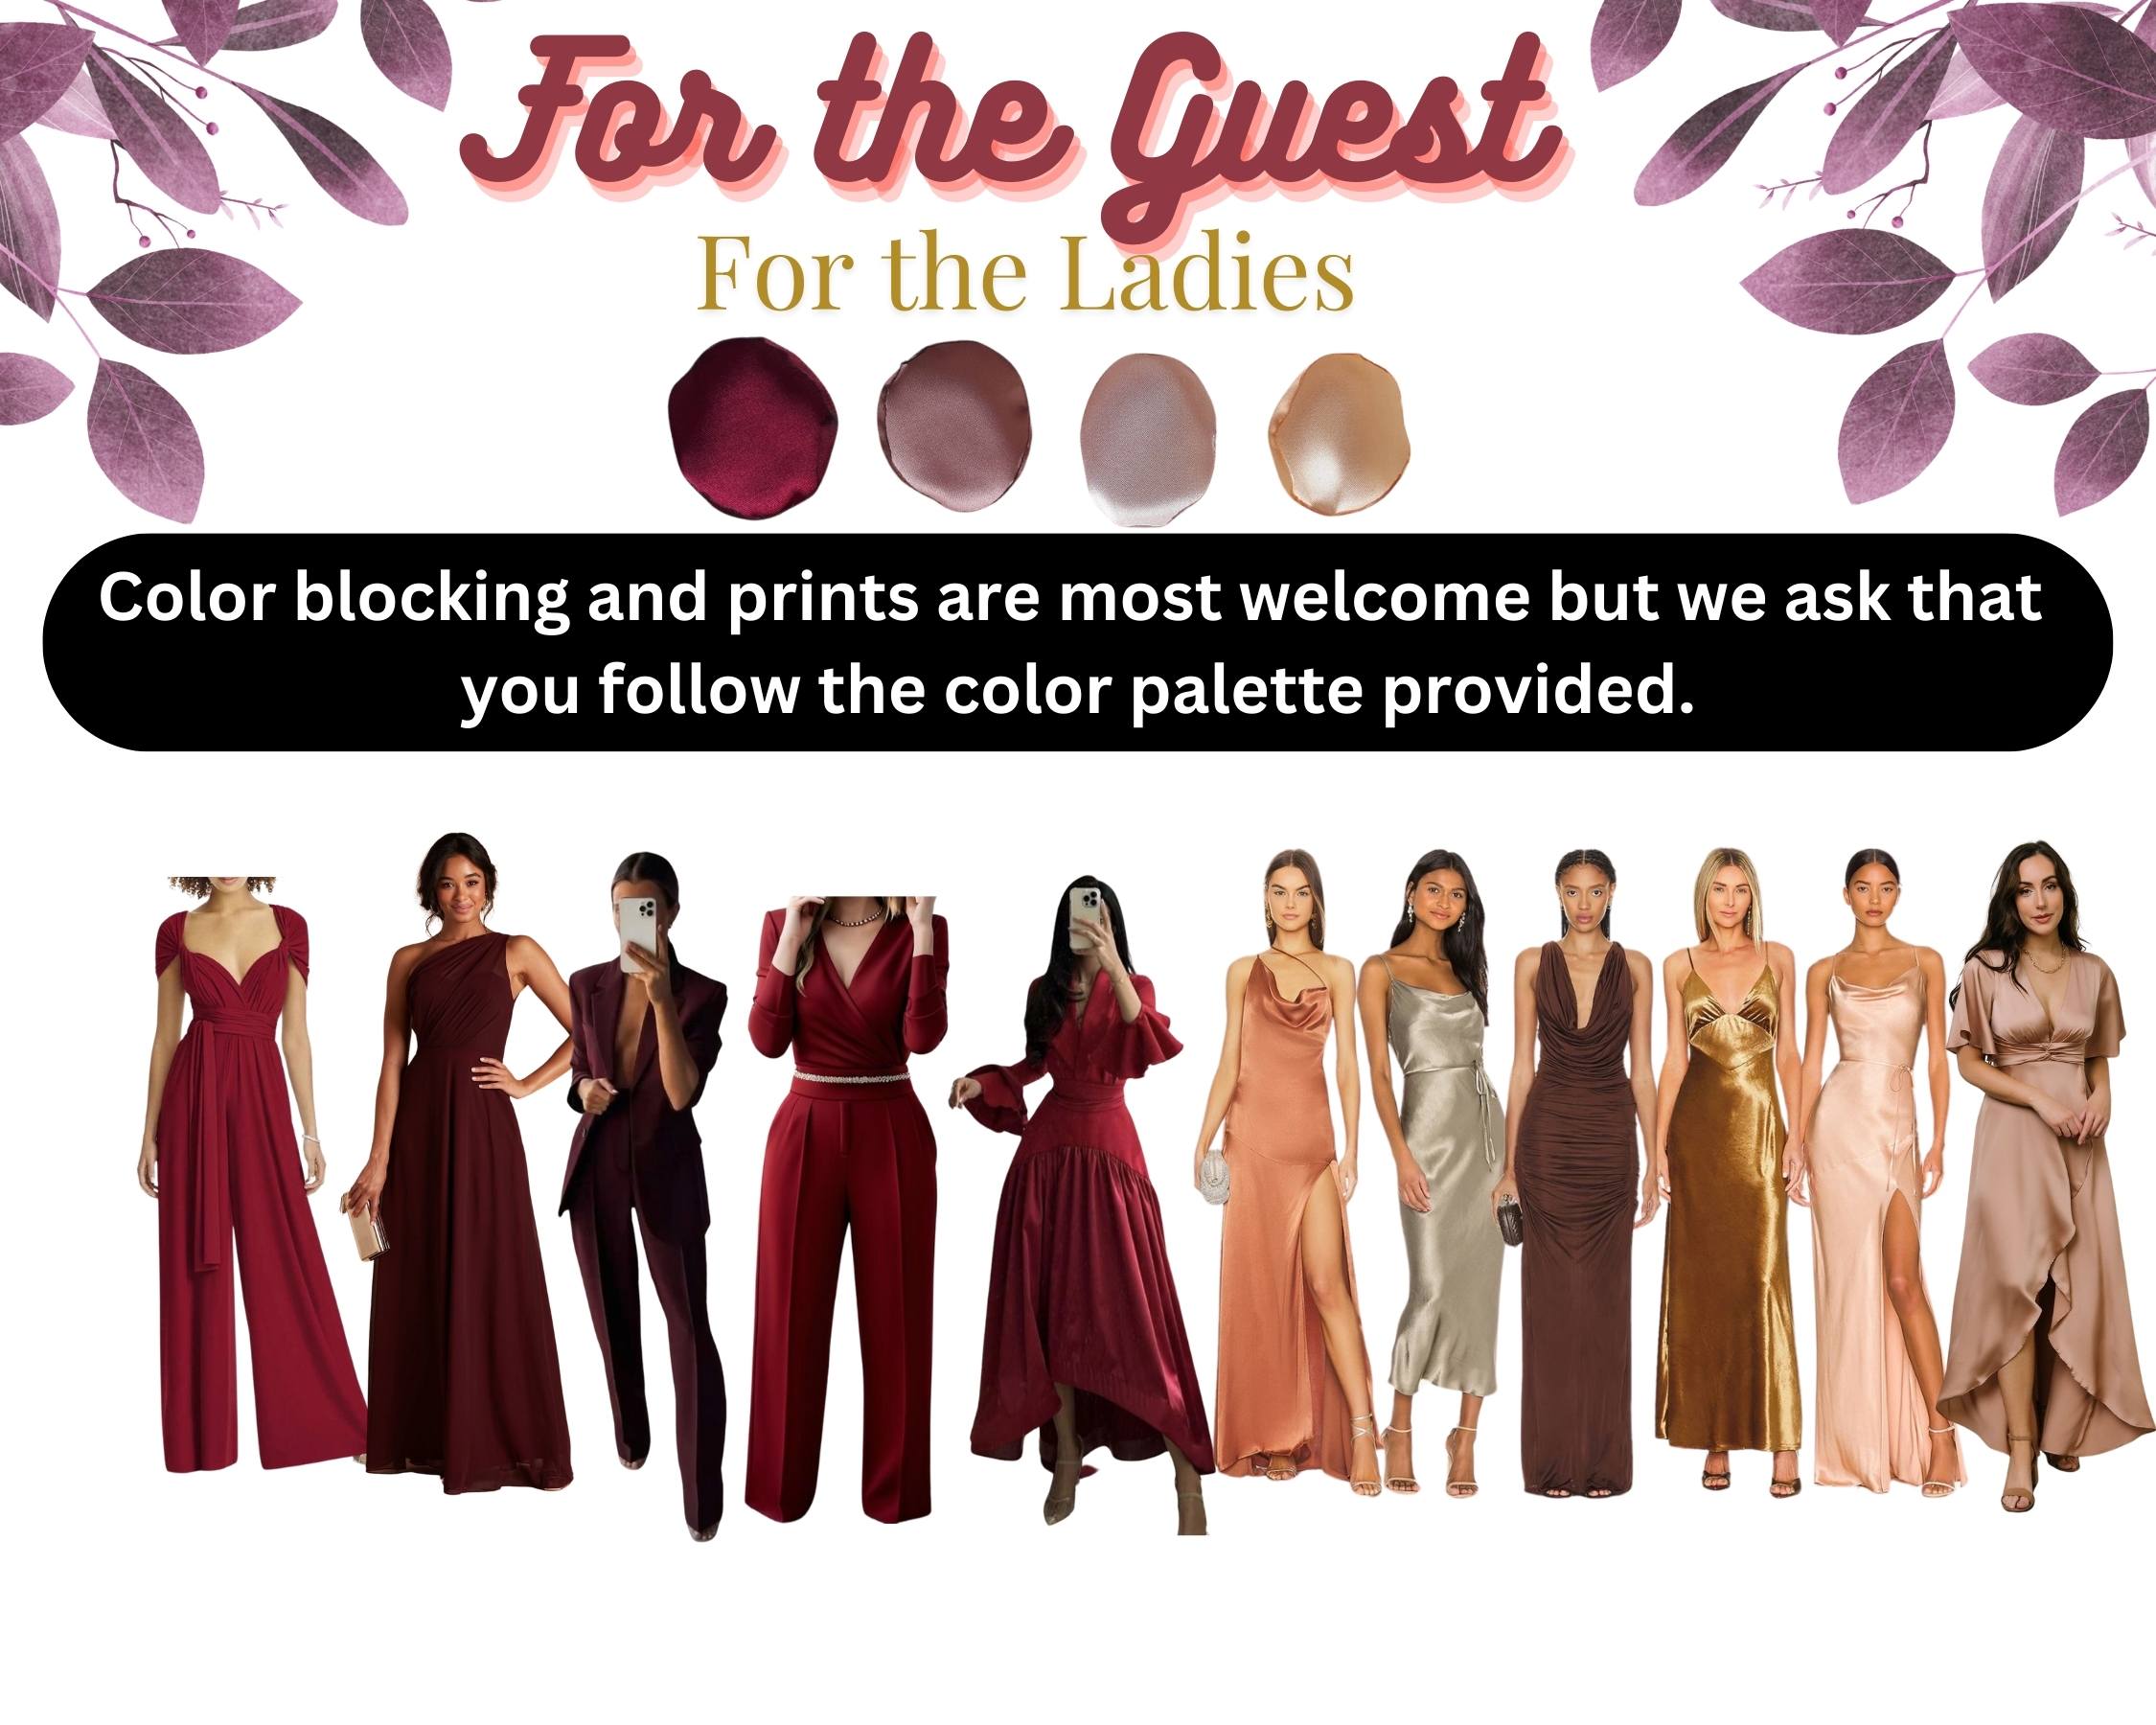 For the Guest
For the Ladies
Color blocking and prints are most welcome but we ask that
you follow the color palette provided.